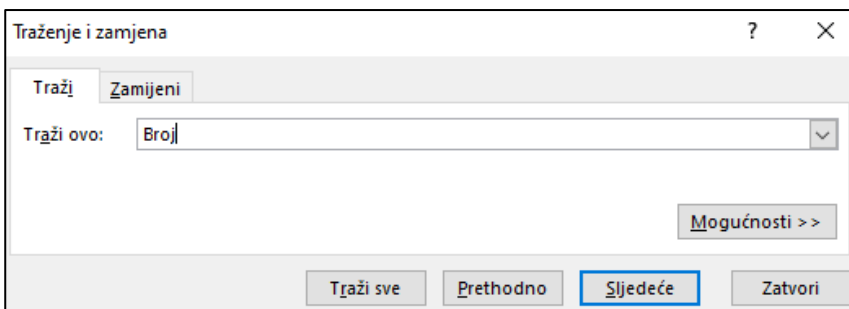 Traženje i zamjena ?
Traži Zamijeni
Traži ovo: Broj
Mogućnosti >>
Traži sve Prethodno Sljedeće Zatvori